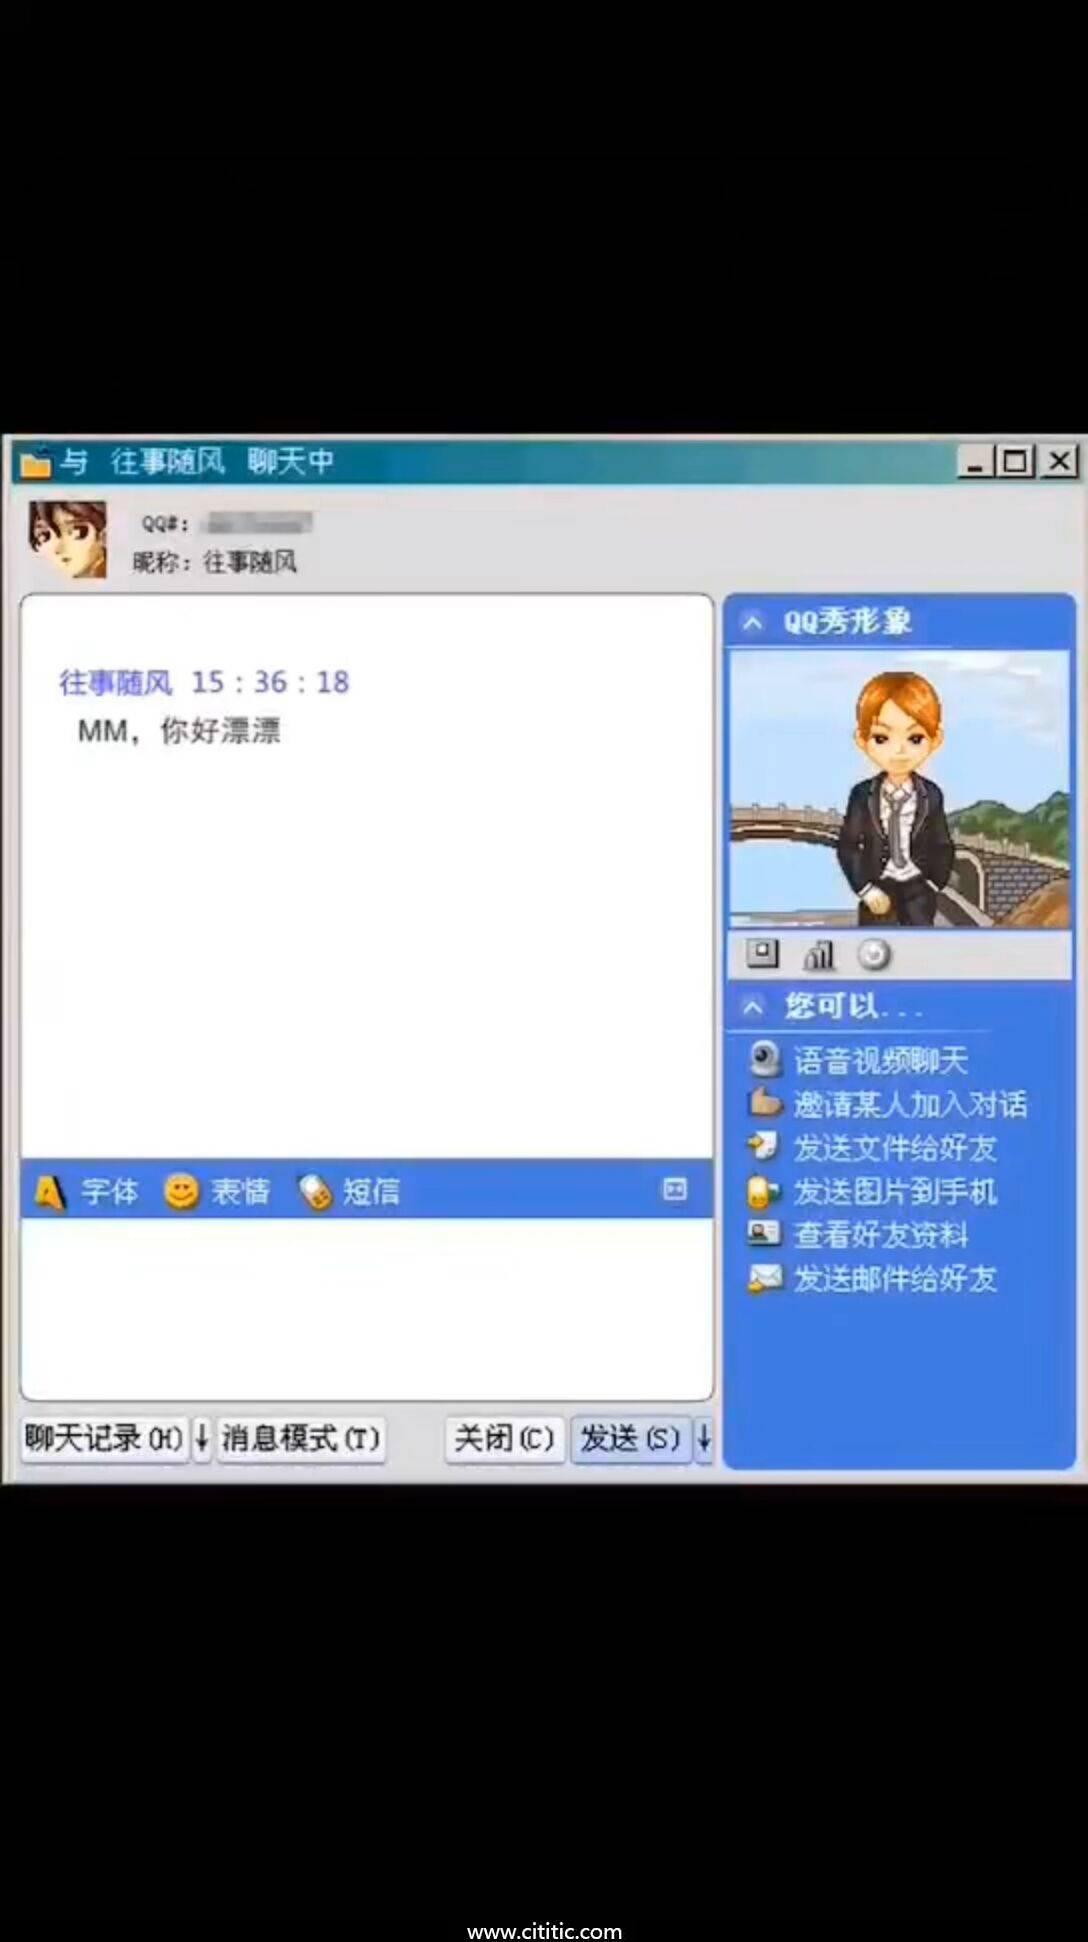 与 往事随风 聊天中
QQ#:
昵称: 往事随风
往事随风 15:36:18
MM，你好漂漂
字体 表情 短信
聊天记录(H) 消息模式(T) 关闭(C) 发送(S)
QQ秀形象
您可以...
语音视频聊天
邀请某人加入对话
发送文件给好友
发送图片到手机
查看好友资料
发送邮件给好友
www.cititic.com